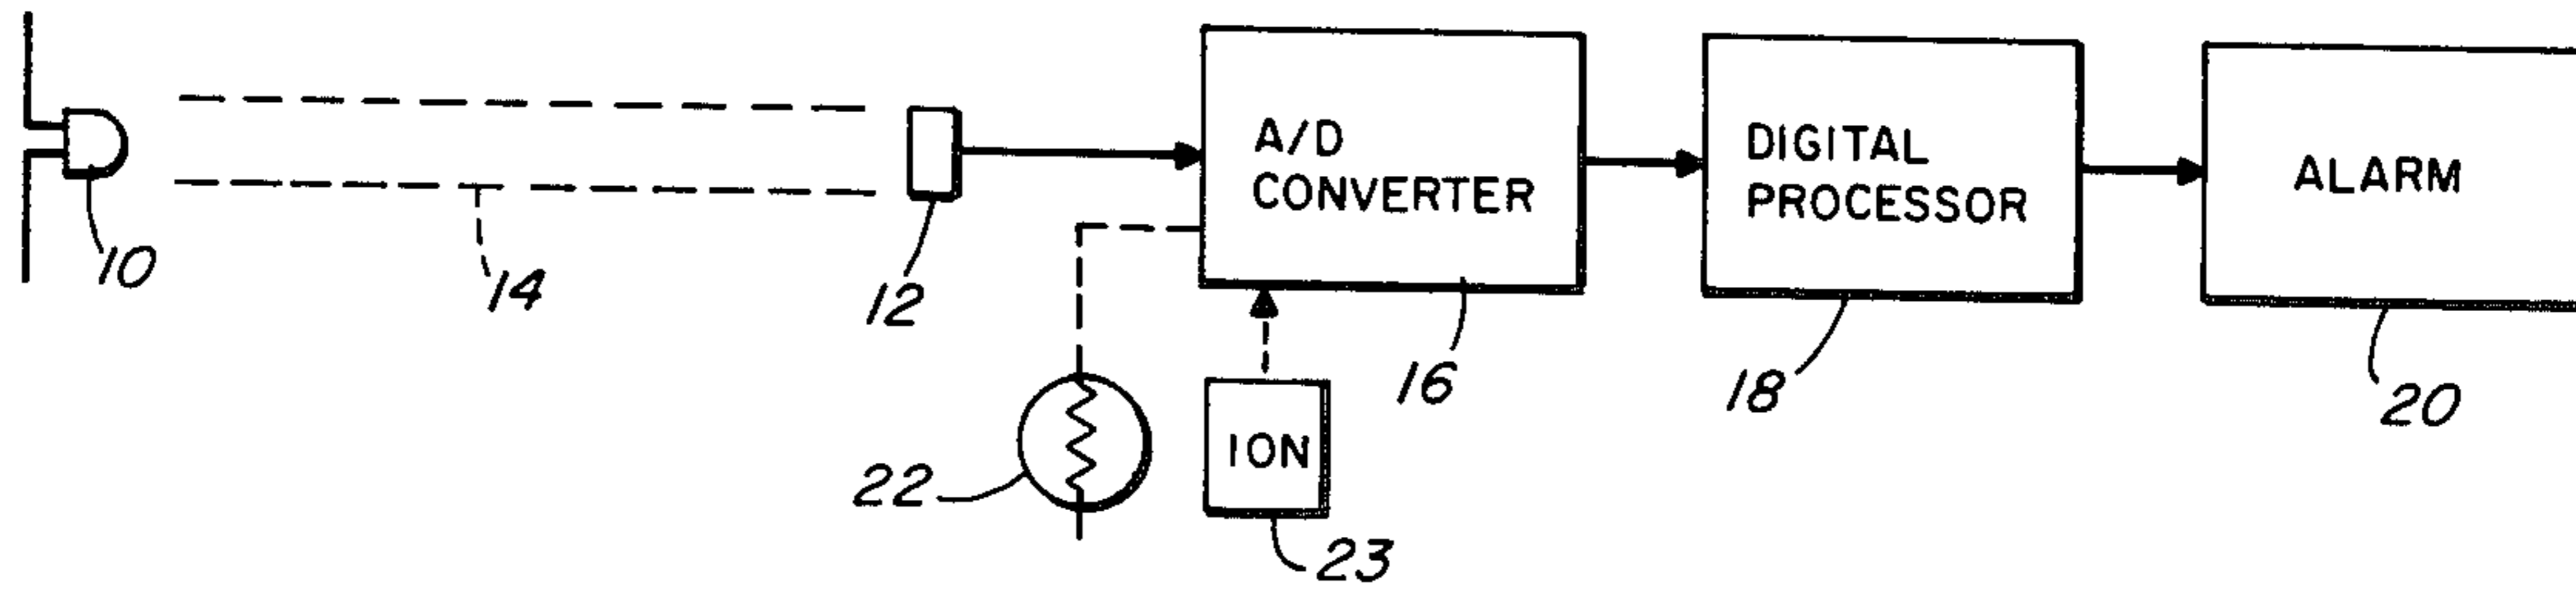 A/D
CONVERTER
DIGITAL
PROCESSOR
ALARM
10
14
12
16
18
20
22
ION
23